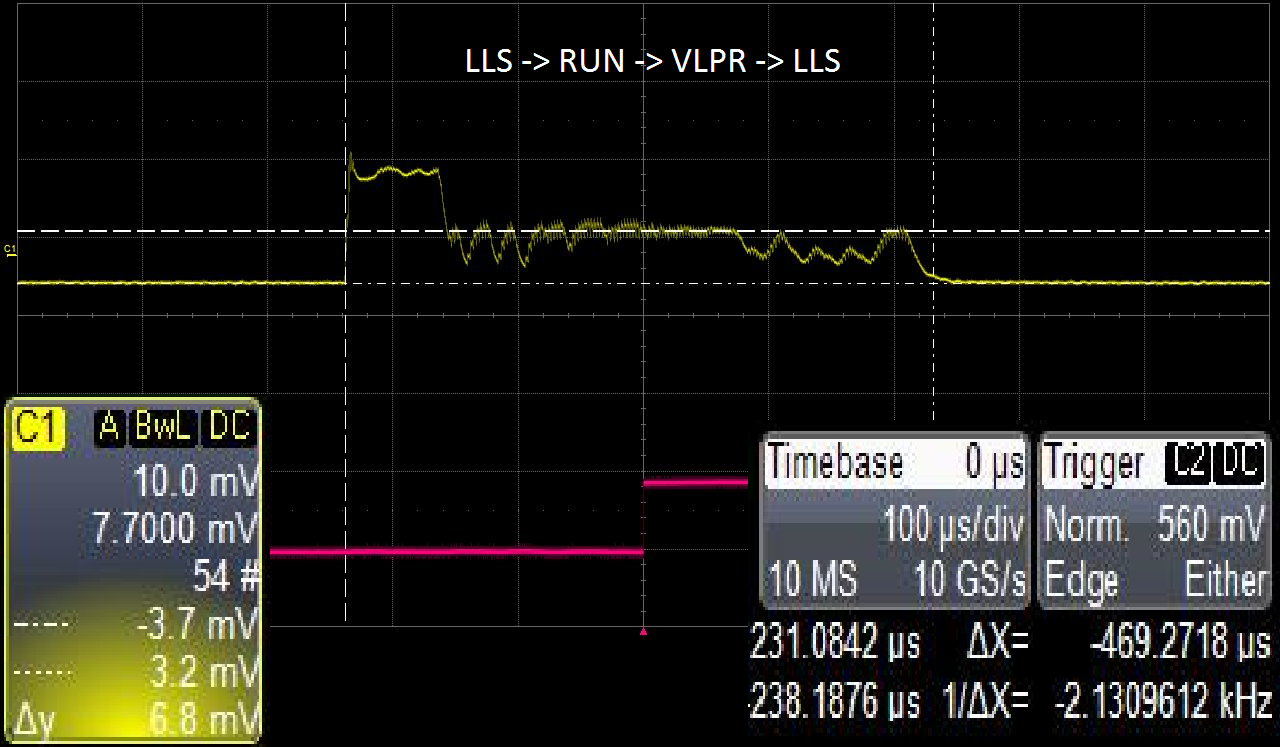 LLS -> RUN -> VLPR -> LLS
C1
C1 A BwL DC
10.0 mV
7.7000 mV
54 #
-3.7 mV
3.2 mV
Δy 6.8 mV
Timebase 0 µs
100 µs/div
10 MS 10 GS/s
Trigger C2 DC
Norm. 560 mV
Edge Either
231.0842 µs ΔX= -469.2718 µs
-238.1876 µs 1/ΔX= -2.1309612 kHz